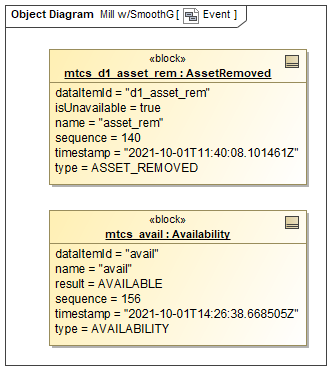 Object Diagram Mill w/SmoothG [ Event ]
«block»
mtcs_d1_asset_rem : AssetRemoved
dataItemId = "d1_asset_rem"
isUnavailable = true
name = "asset_rem"
sequence = 140
timestamp = "2021-10-01T11:40:08.101461Z"
type = ASSET_REMOVED
«block»
mtcs_avail : Availability
dataItemId = "avail"
name = "avail"
result = AVAILABLE
sequence = 156
timestamp = "2021-10-01T14:26:38.668505Z"
type = AVAILABILITY